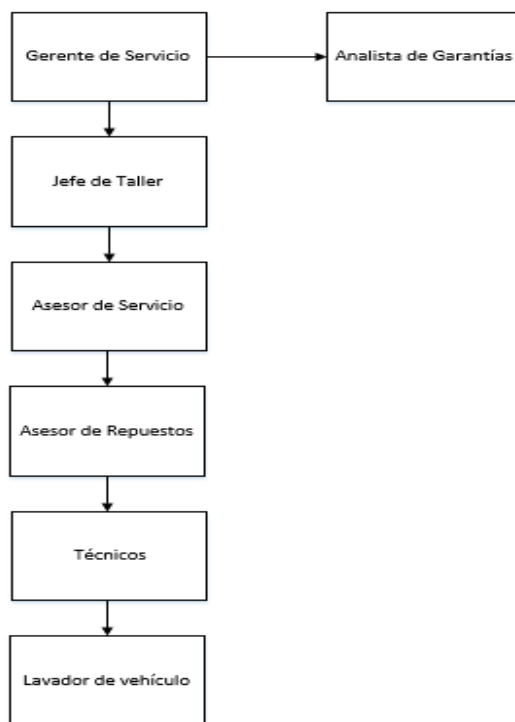 Gerente de Servicio
Analista de Garantías
Jefe de Taller
Asesor de Servicio
Asesor de Repuestos
Técnicos
Lavador de vehículo